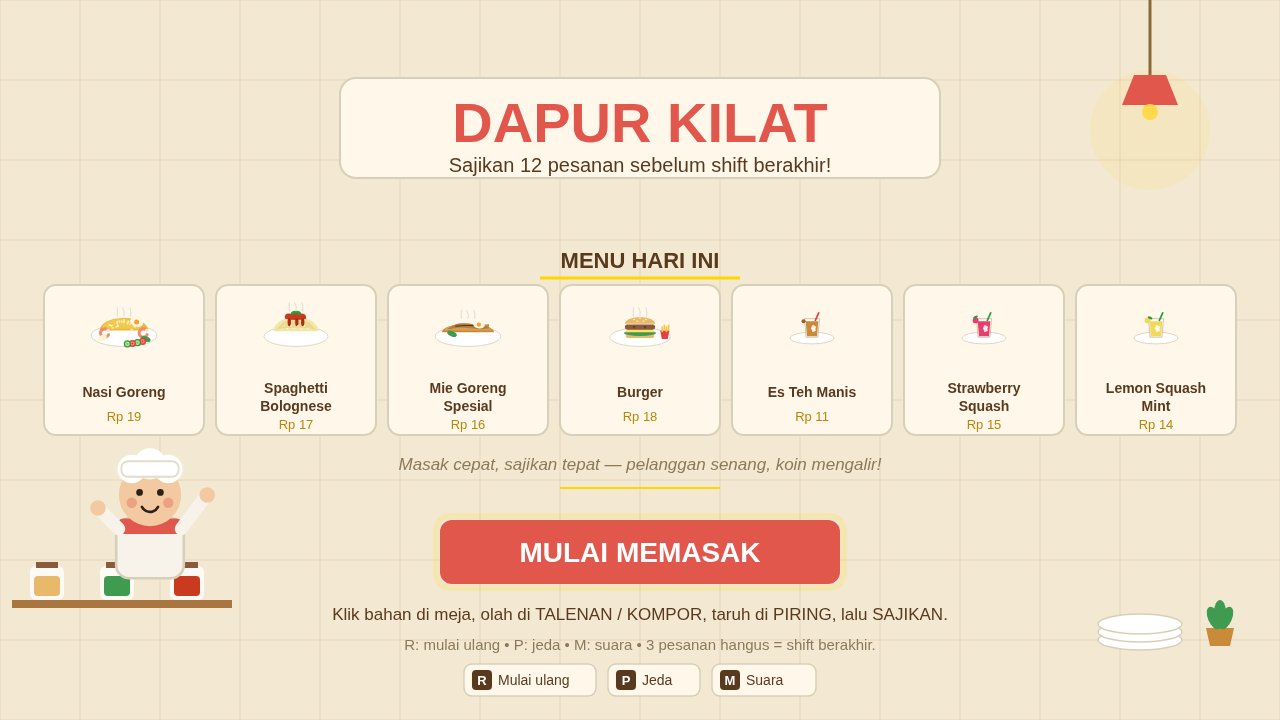 DAPUR KILAT
Sajikan 12 pesanan sebelum shift berakhir!
MENU HARI INI
Nasi Goreng
Rp 19
Spaghetti
Bolognese
Rp 17
Mie Goreng
Spesial
Rp 16
Burger
Rp 18
Es Teh Manis
Rp 11
Strawberry
Squash
Rp 15
Lemon Squash
Mint
Rp 14
Masak cepat, sajikan tepat — pelanggan senang, koin mengalir!
MULAI MEMASAK
Klik bahan di meja, olah di TALENAN / KOMPOR, taruh di PIRING, lalu SAJIKAN.
R: mulai ulang • P: jeda • M: suara • 3 pesanan hangus = shift berakhir.
R Mulai ulang P Jeda M Suara